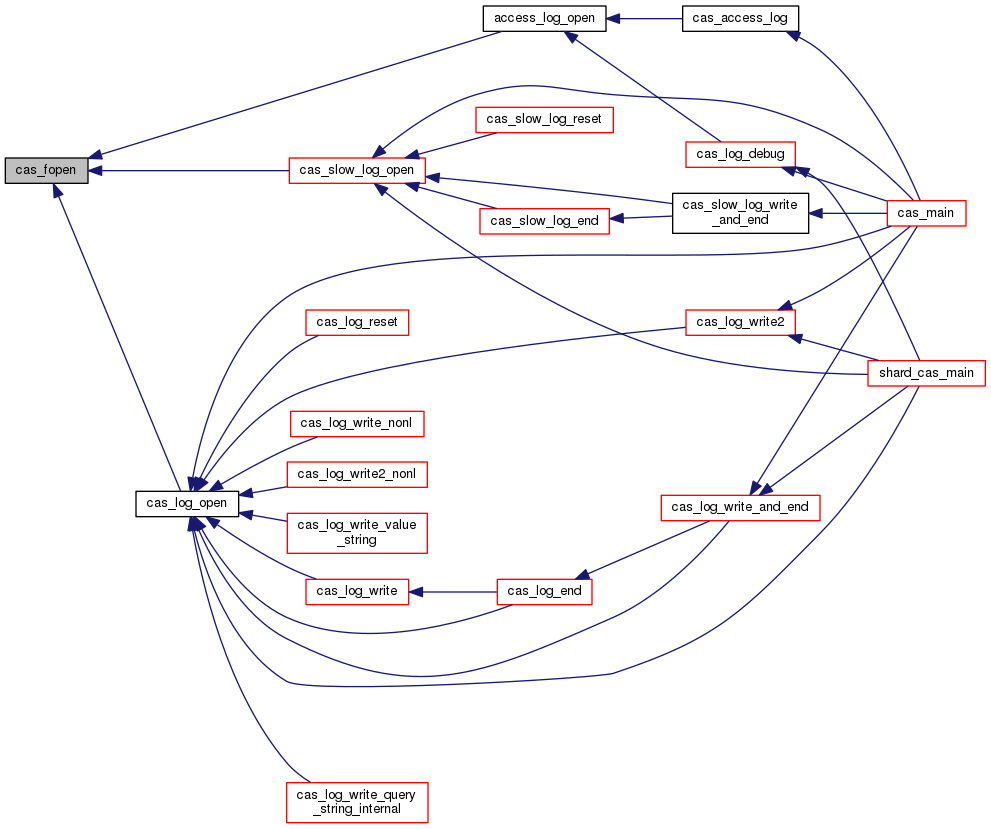 access_log_open
cas_access_log
cas_slow_log_reset
cas_log_debug
cas_fopen
cas_slow_log_open
cas_slow_log_write
_and_end
cas_slow_log_end
cas_main
cas_log_reset
cas_log_write2
shard_cas_main
cas_log_write_nonl
cas_log_write2_nonl
cas_log_open
cas_log_write_and_end
cas_log_write_value
_string
cas_log_write
cas_log_end
cas_log_write_query
_string_internal